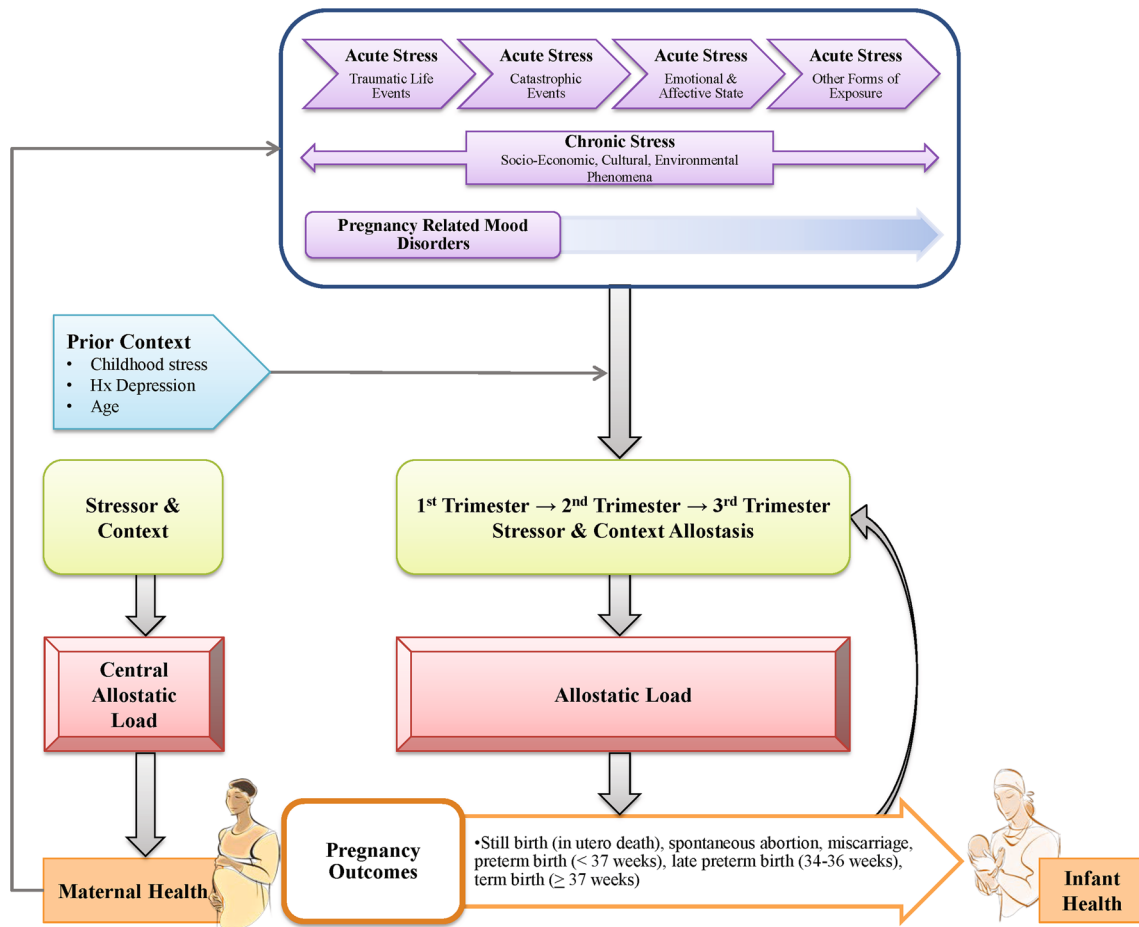 Acute Stress
Traumatic Life
Events
Acute Stress
Catastrophic
Events
Acute Stress
Emotional &
Affective State
Acute Stress
Other Forms of
Exposure
Chronic Stress
Socio-Economic, Cultural, Environmental
Phenomena
Pregnancy Related Mood
Disorders
Prior Context
• Childhood stress
• Hx Depression
• Age
Stressor &
Context
1st Trimester → 2nd Trimester → 3rd Trimester
Stressor & Context Allostasis
Central
Allostatic
Load
Allostatic Load
Maternal Health
Pregnancy
Outcomes
•Still birth (in utero death), spontaneous abortion, miscarriage,
preterm birth (< 37 weeks), late preterm birth (34-36 weeks),
term birth (≥ 37 weeks)
Infant
Health